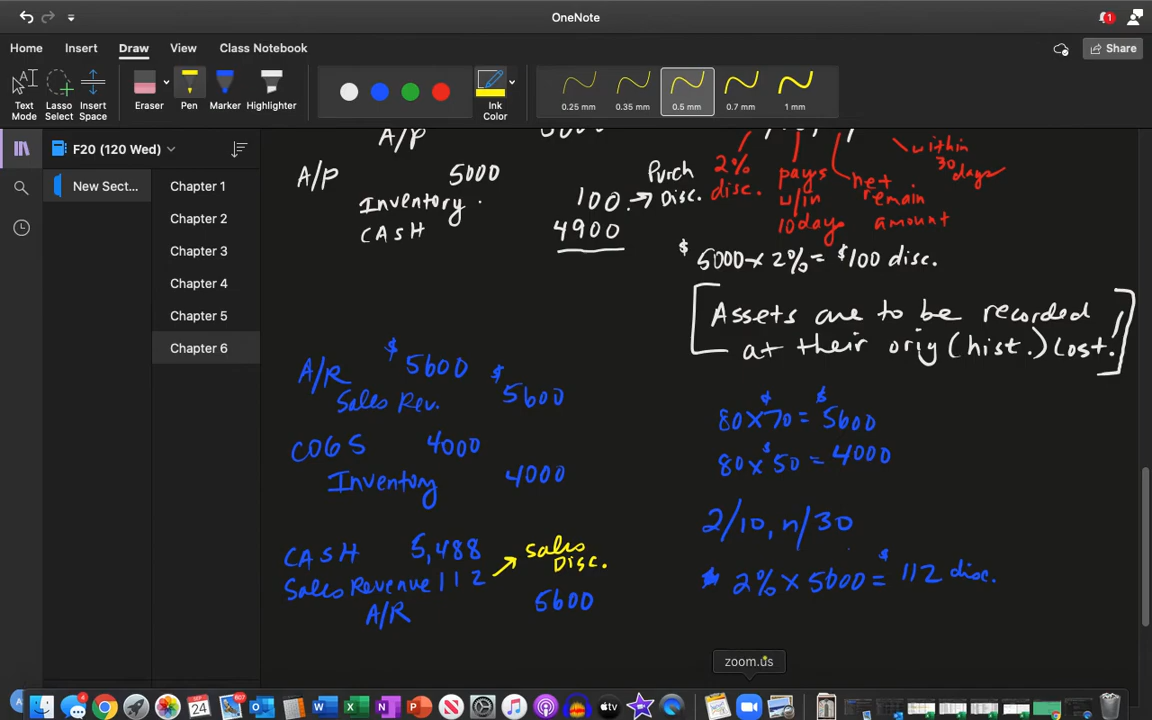 OneNote
Home Insert Draw View Class Notebook
Share
Text Mode
Lasso Select
Insert Space
Eraser
Pen
Marker
Highlighter
Ink Color
0.25 mm
0.35 mm
0.5 mm
0.7 mm
1 mm
F20 (120 Wed)
New Sect...
Chapter 1
Chapter 2
Chapter 3
Chapter 4
Chapter 5
Chapter 6
A/P
A/P 5000
Inventory 100 → Purch Disc.
CASH 4900
2% disc.
pays w/in 10 days
net remain amount
within 30 days
$5000 x 2% = $100 disc.
[Assets are to be recorded
at their orig (hist.) Cost.]
A/R $5600
Sales Rev. $5600
COGS 4000
Inventory 4000
CASH 5,488
Sales Revenue 112 → Sales Disc.
A/R 5600
80 x $70 = $5600
80 x $50 = 4000
2/10, n/30
2% x 5600 = $112 disc.
zoom.us
SEP
24
807